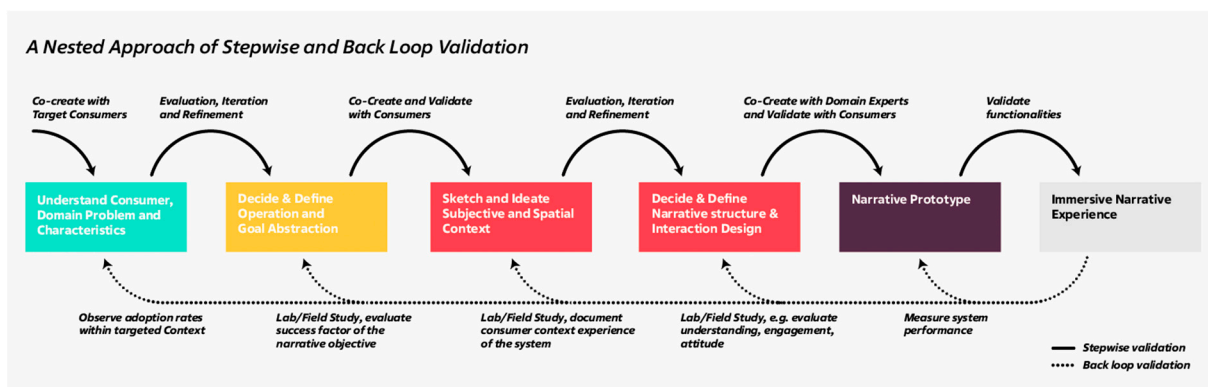 A Nested Approach of Stepwise and Back Loop Validation
Co-create with
Target Consumers
Evaluation, Iteration
and Refinement
Co-Create and Validate
with Consumers
Evaluation, Iteration
and Refinement
Co-Create with Domain Experts
and Validate with Consumers
Validate
functionalities
Understand Consumer,
Domain Problem and
Characteristics
Decide & Define
Operation and
Goal Abstraction
Sketch and Ideate
Subjective and Spatial
Context
Decide & Define
Narrative structure &
Interaction Design
Narrative Prototype
Immersive Narrative
Experience
Observe adoption rates
within targeted Context
Lab/Field Study, evaluate
success factor of the
narrative objective
Lab/Field Study, document
consumer context experience
of the system
Lab/Field Study, e.g. evaluate
understanding, engagement,
attitude
Measure system
performance
Stepwise validation
Back loop validation